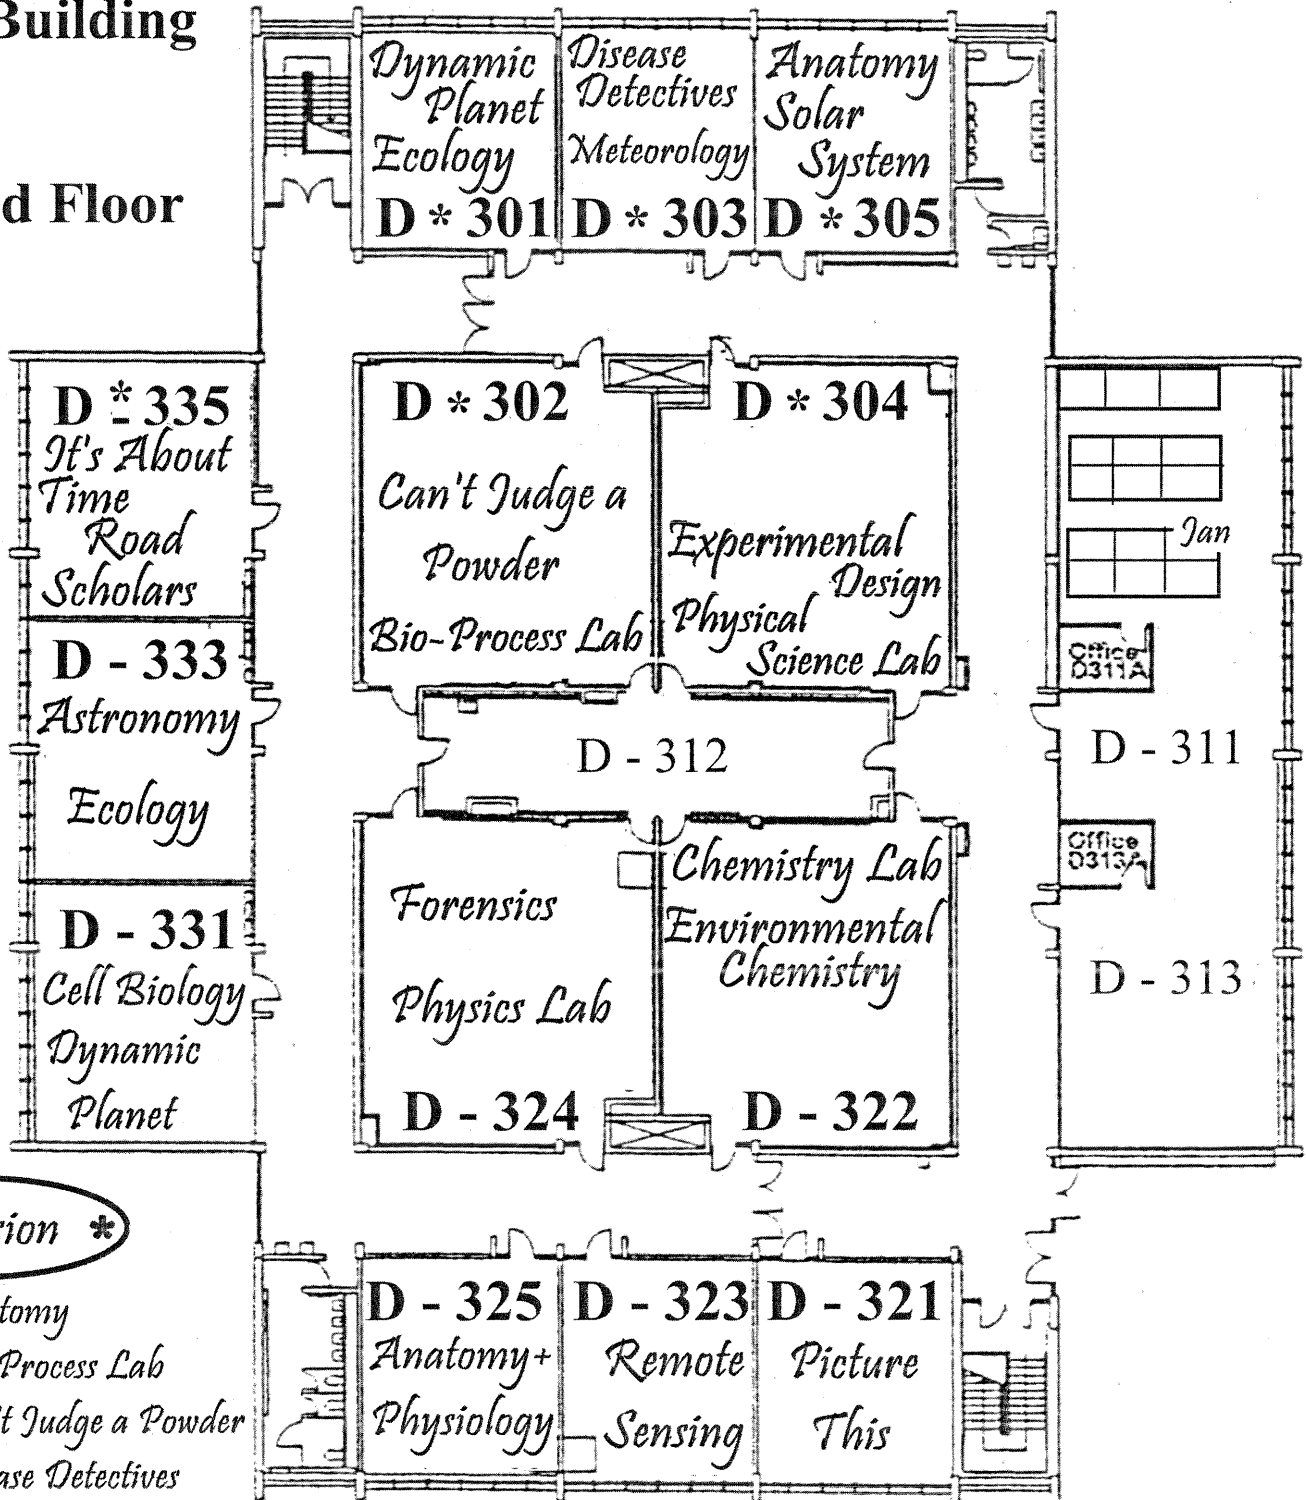 Building
d Floor
Dynamic
Planet
Ecology
D * 301
Disease
Detectives
Meteorology
D * 303
Anatomy
Solar
System
D * 305
D * 335
It's About
Time
Road
Scholars
D * 302
Can't Judge a
Powder
Bio-Process Lab
D * 304
Experimental
Design
Physical
Science Lab
Jan
Office
D311A
D - 311
D - 333
Astronomy
Ecology
D - 312
Office
D313A
D - 313
D - 331
Cell Biology
Dynamic
Planet
Forensics
Physics Lab
D - 324
Chemistry Lab
Environmental
Chemistry
D - 322
sion *
tomy
Process Lab
't Judge a Powder
ase Detectives
D - 325
Anatomy+
Physiology
D - 323
Remote
Sensing
D - 321
Picture
This